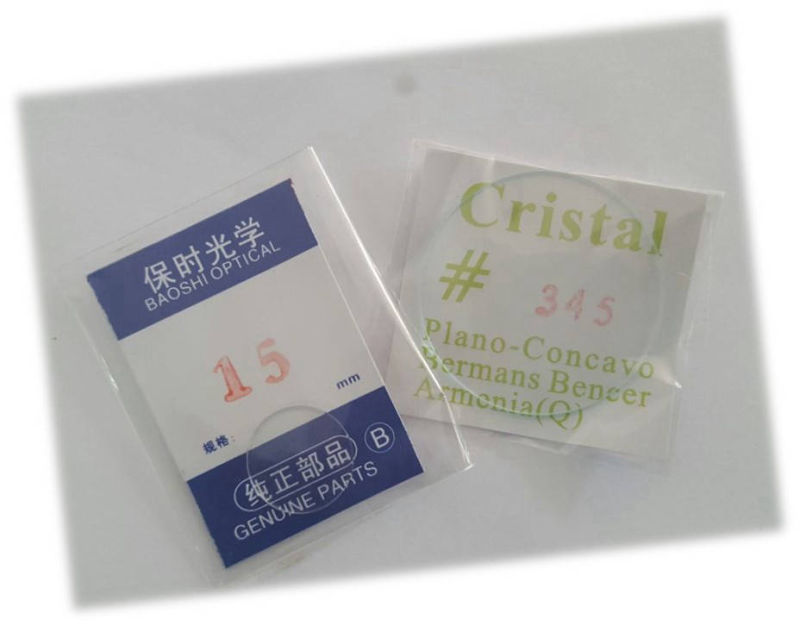 保时光学
BAOSHI OPTICAL
15
mm
规格:
纯正部品 B
GENUINE PARTS
Cristal
# 345
Plano-Concavo
Bermans Bencer
Armenia(Q)